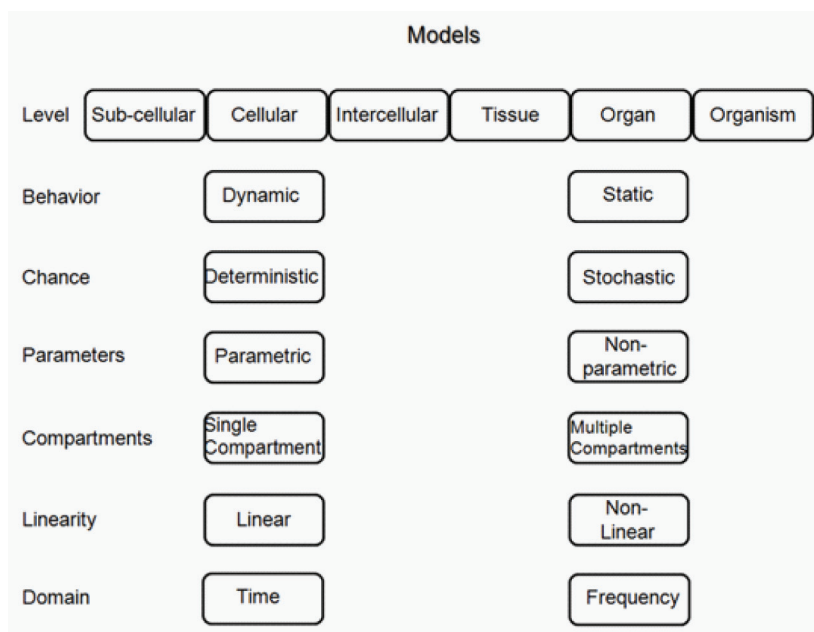 Models
Level Sub-cellular Cellular Intercellular Tissue Organ Organism
Behavior Dynamic Static
Chance Deterministic Stochastic
Parameters Parametric Non-
parametric
Compartments Single
Compartment Multiple
Compartments
Linearity Linear Non-
Linear
Domain Time Frequency